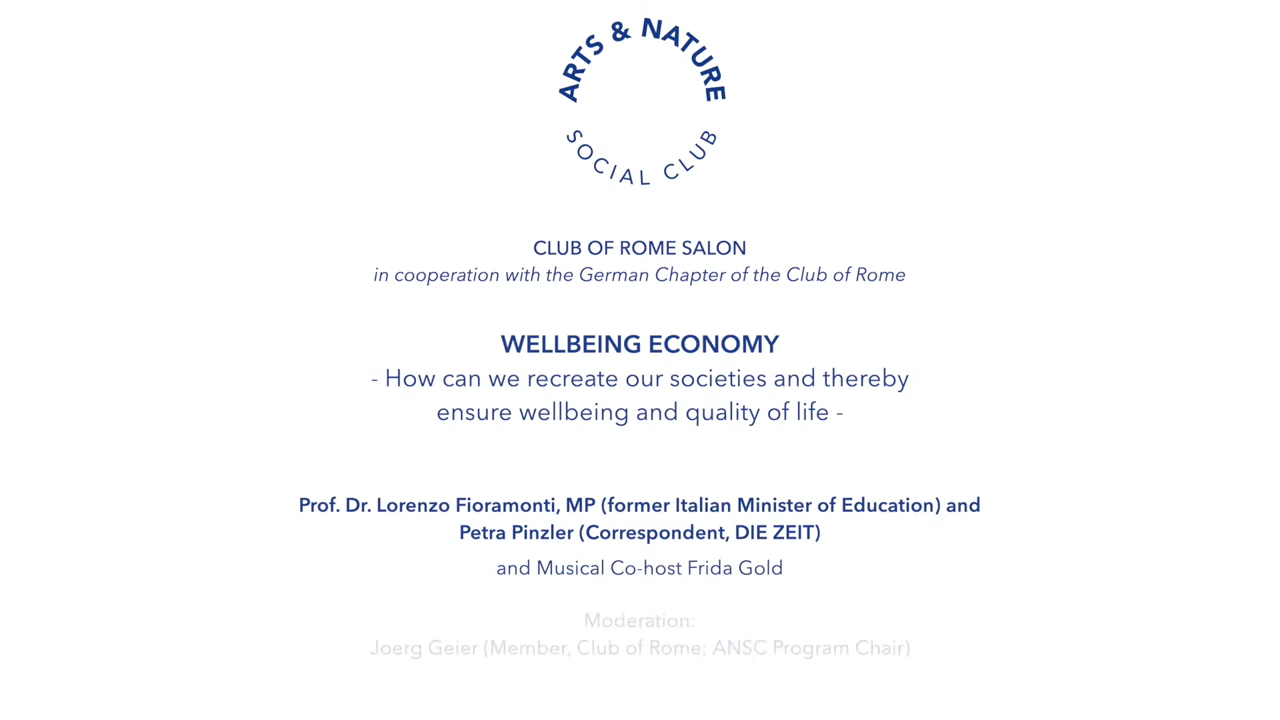 ARTS & NATURE
SOCIAL CLUB
CLUB OF ROME SALON
in cooperation with the German Chapter of the Club of Rome
WELLBEING ECONOMY
- How can we recreate our societies and thereby
ensure wellbeing and quality of life -
Prof. Dr. Lorenzo Fioramonti, MP (former Italian Minister of Education) and
Petra Pinzler (Correspondent, DIE ZEIT)
and Musical Co-host Frida Gold
Moderation:
Joerg Geier (Member, Club of Rome; ANSC Program Chair)